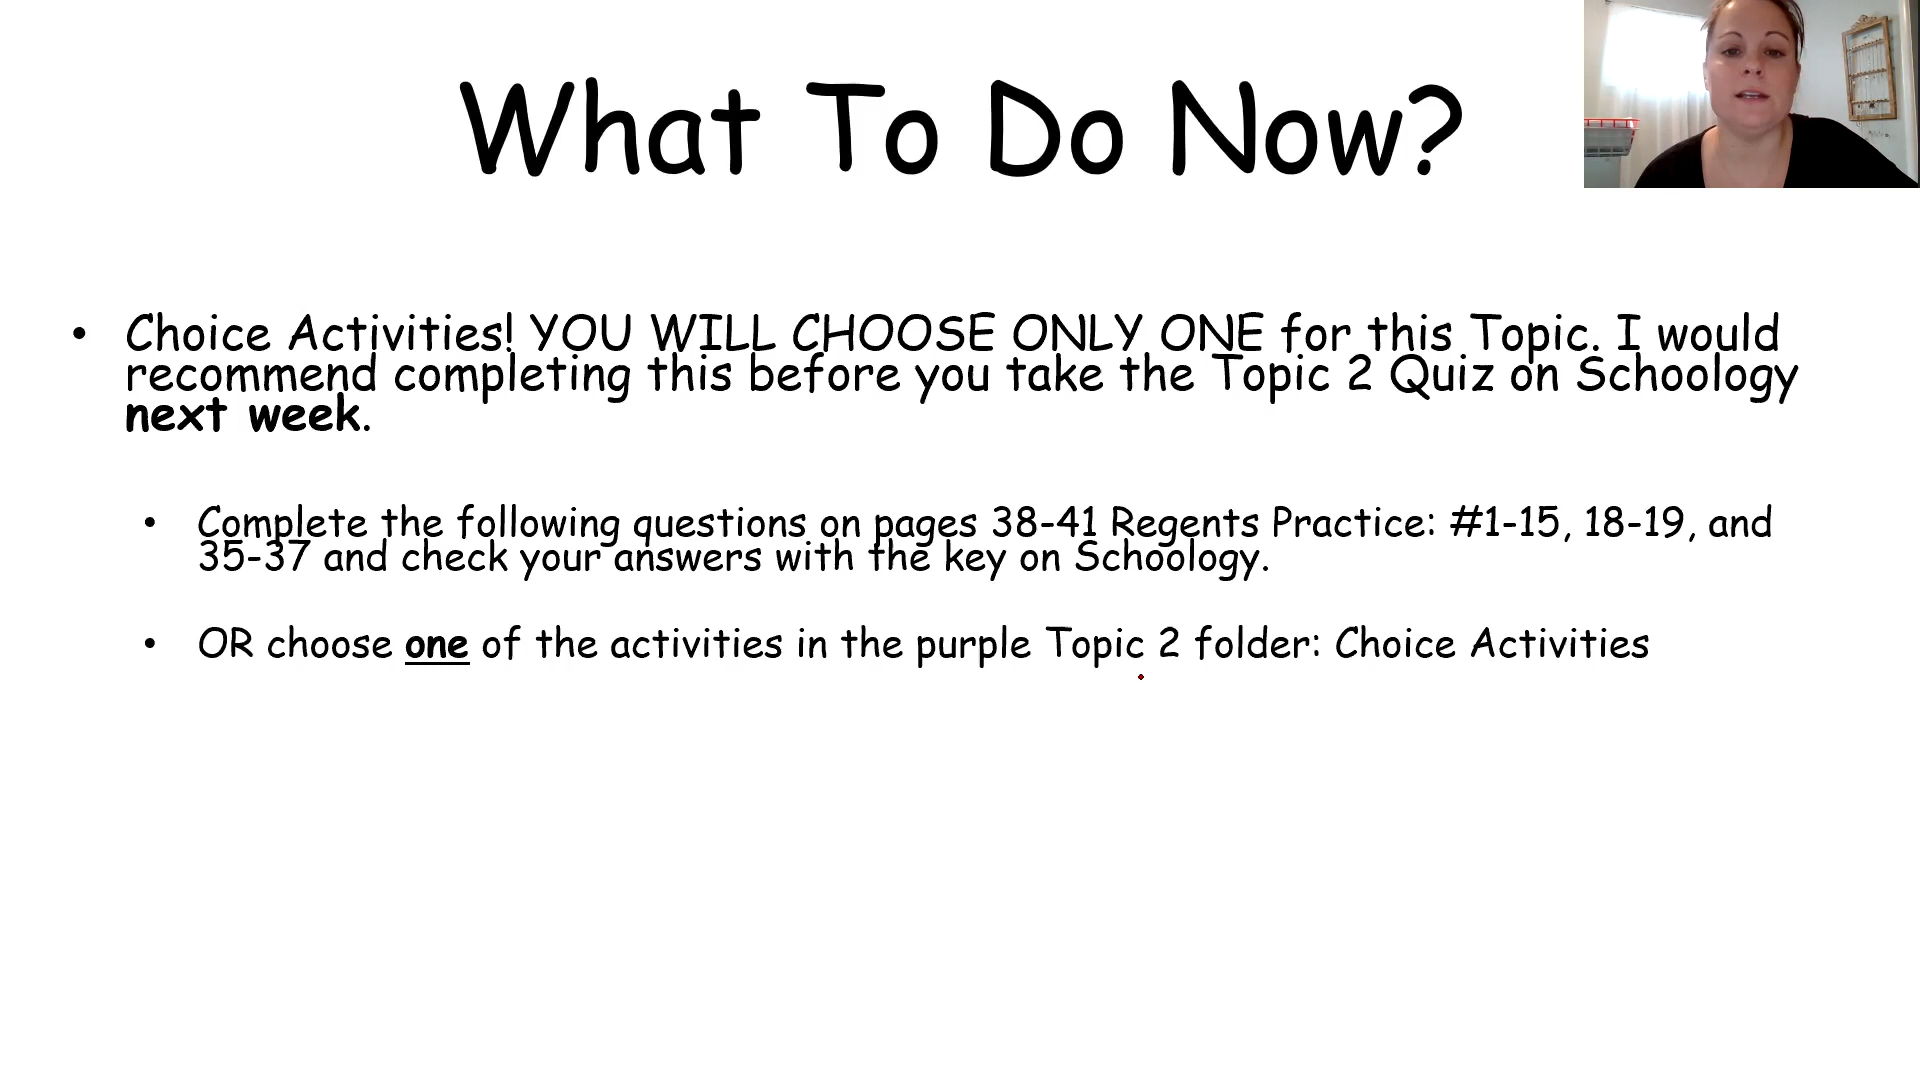 What To Do Now?
• Choice Activities! YOU WILL CHOOSE ONLY ONE for this Topic. I would
recommend completing this before you take the Topic 2 Quiz on Schoology
next week.
• Complete the following questions on pages 38-41 Regents Practice: #1-15, 18-19, and
35-37 and check your answers with the key on Schoology.
• OR choose one of the activities in the purple Topic 2 folder: Choice Activities